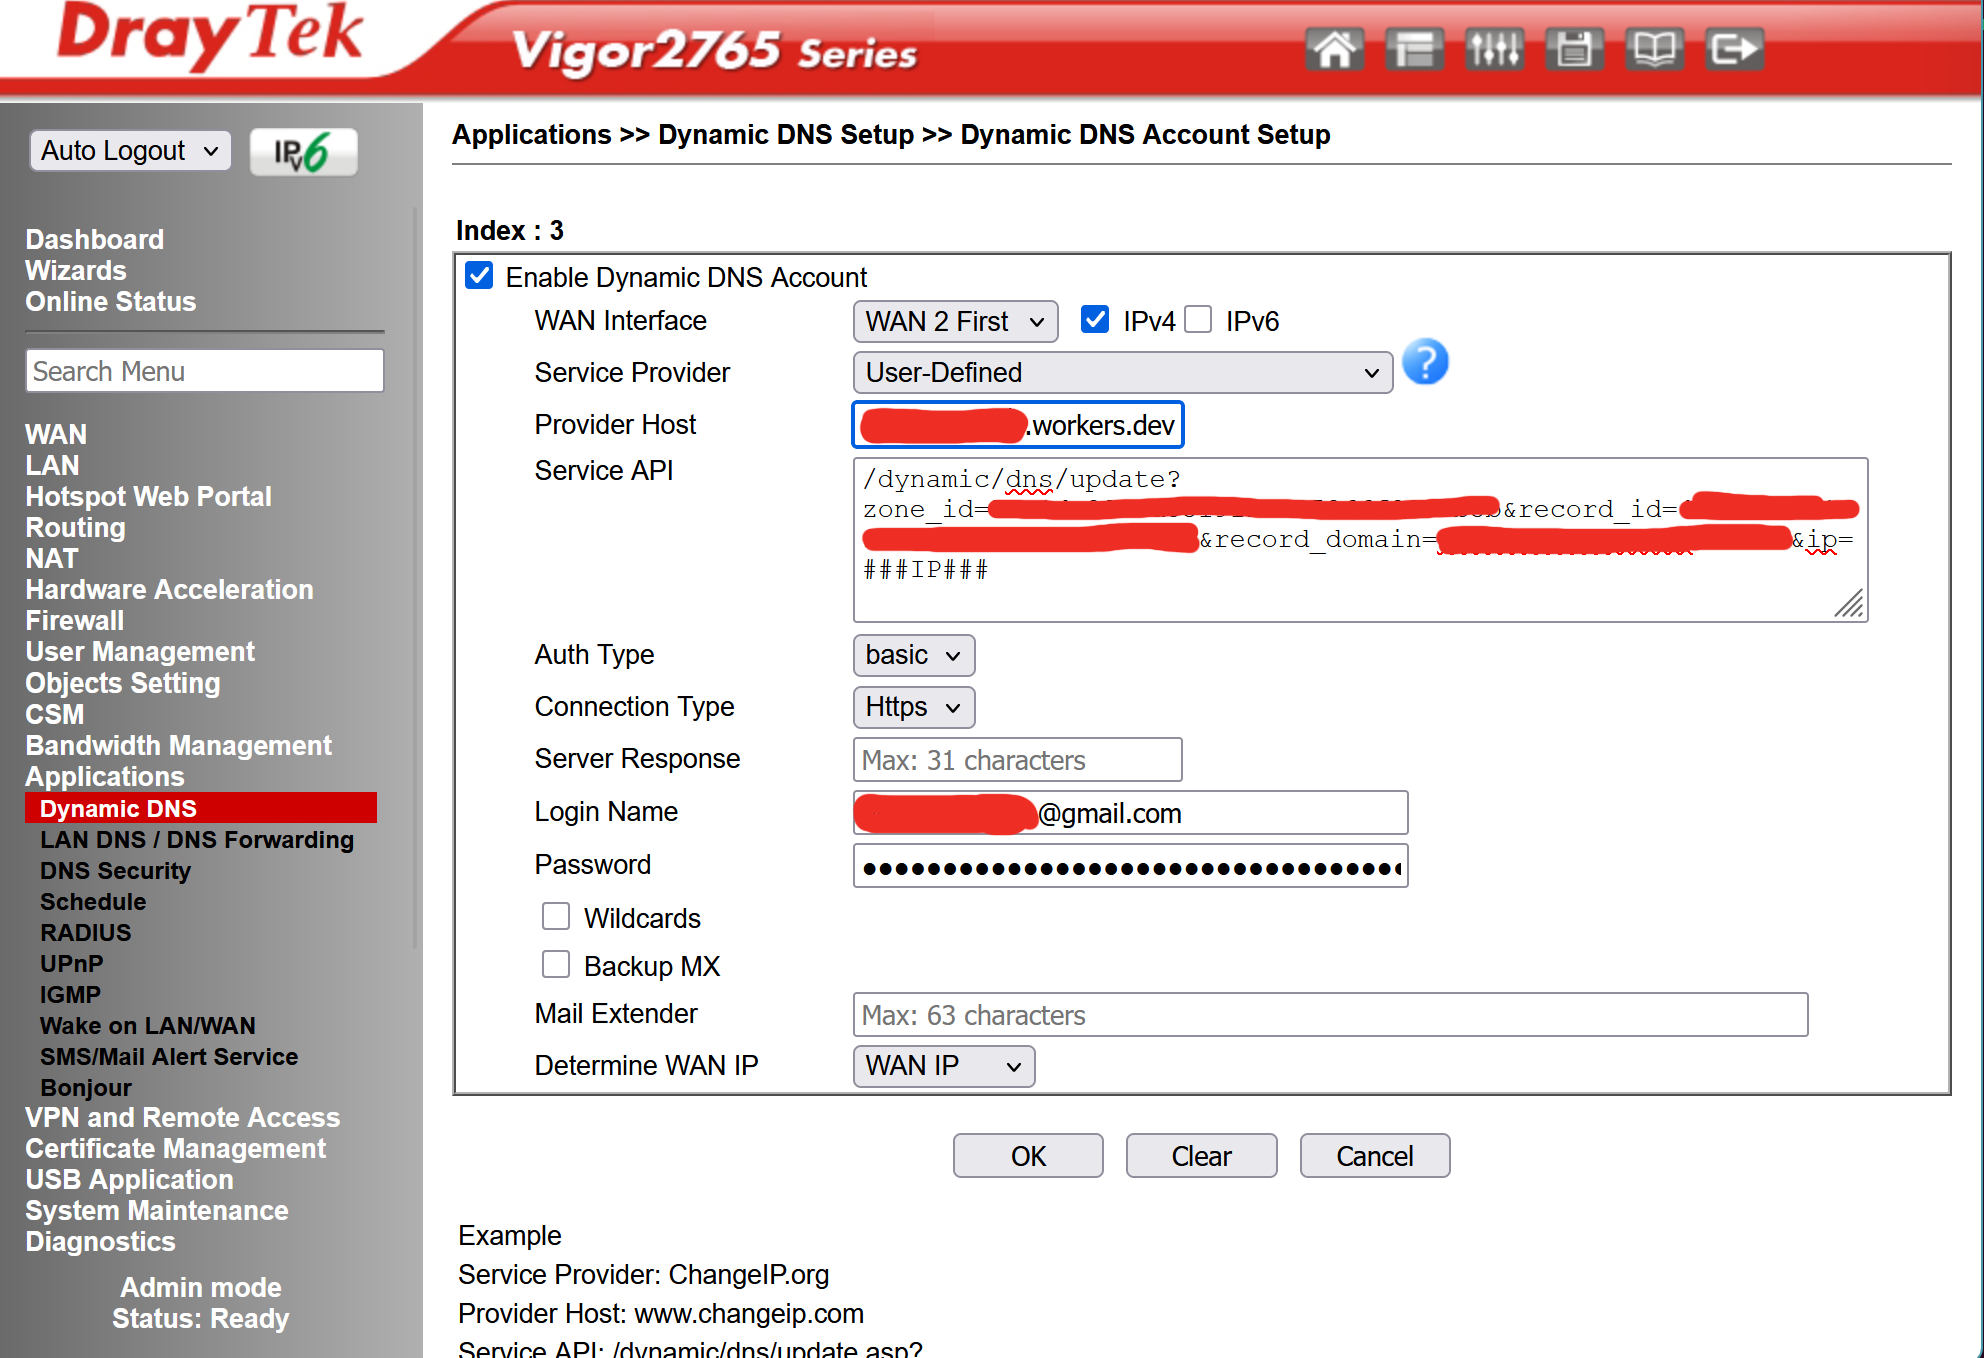 DrayTek
Vigor2765 Series
Auto Logout
IPv6
Dashboard
Wizards
Online Status
Search Menu
WAN
LAN
Hotspot Web Portal
Routing
NAT
Hardware Acceleration
Firewall
User Management
Objects Setting
CSM
Bandwidth Management
Applications
Dynamic DNS
LAN DNS / DNS Forwarding
DNS Security
Schedule
RADIUS
UPnP
IGMP
Wake on LAN/WAN
SMS/Mail Alert Service
Bonjour
VPN and Remote Access
Certificate Management
USB Application
System Maintenance
Diagnostics
Admin mode
Status: Ready
Applications >> Dynamic DNS Setup >> Dynamic DNS Account Setup
Index : 3
Enable Dynamic DNS Account
WAN Interface WAN 2 First IPv4 IPv6
Service Provider User-Defined ?
Provider Host .workers.dev
Service API /dynamic/dns/update?
zone_id= &record_id=
&record_domain= &ip=
###IP###
Auth Type basic
Connection Type Https
Server Response Max: 31 characters
Login Name @gmail.com
Password
Wildcards
Backup MX
Mail Extender Max: 63 characters
Determine WAN IP WAN IP
OK Clear Cancel
Example
Service Provider: ChangeIP.org
Provider Host: www.changeip.com
Service API: /dynamic/dns/update.asp?